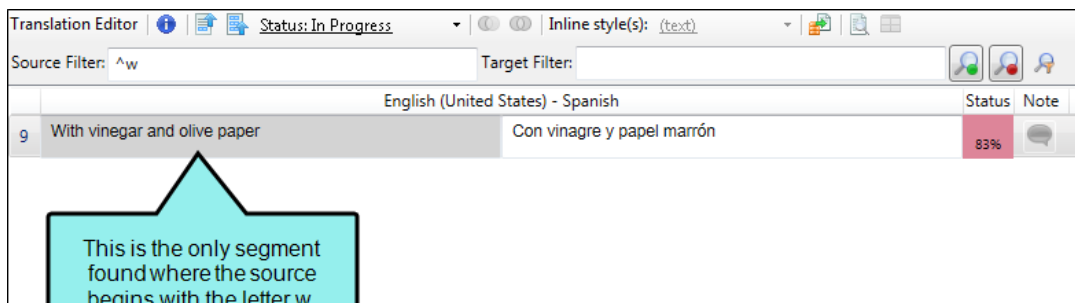 Translation Editor Status: In Progress Inline style(s): (text)
Source Filter: ^w Target Filter:
English (United States) - Spanish Status Note
9 With vinegar and olive paper Con vinagre y papel marrón 83%
This is the only segment
found where the source
begins with the letter w